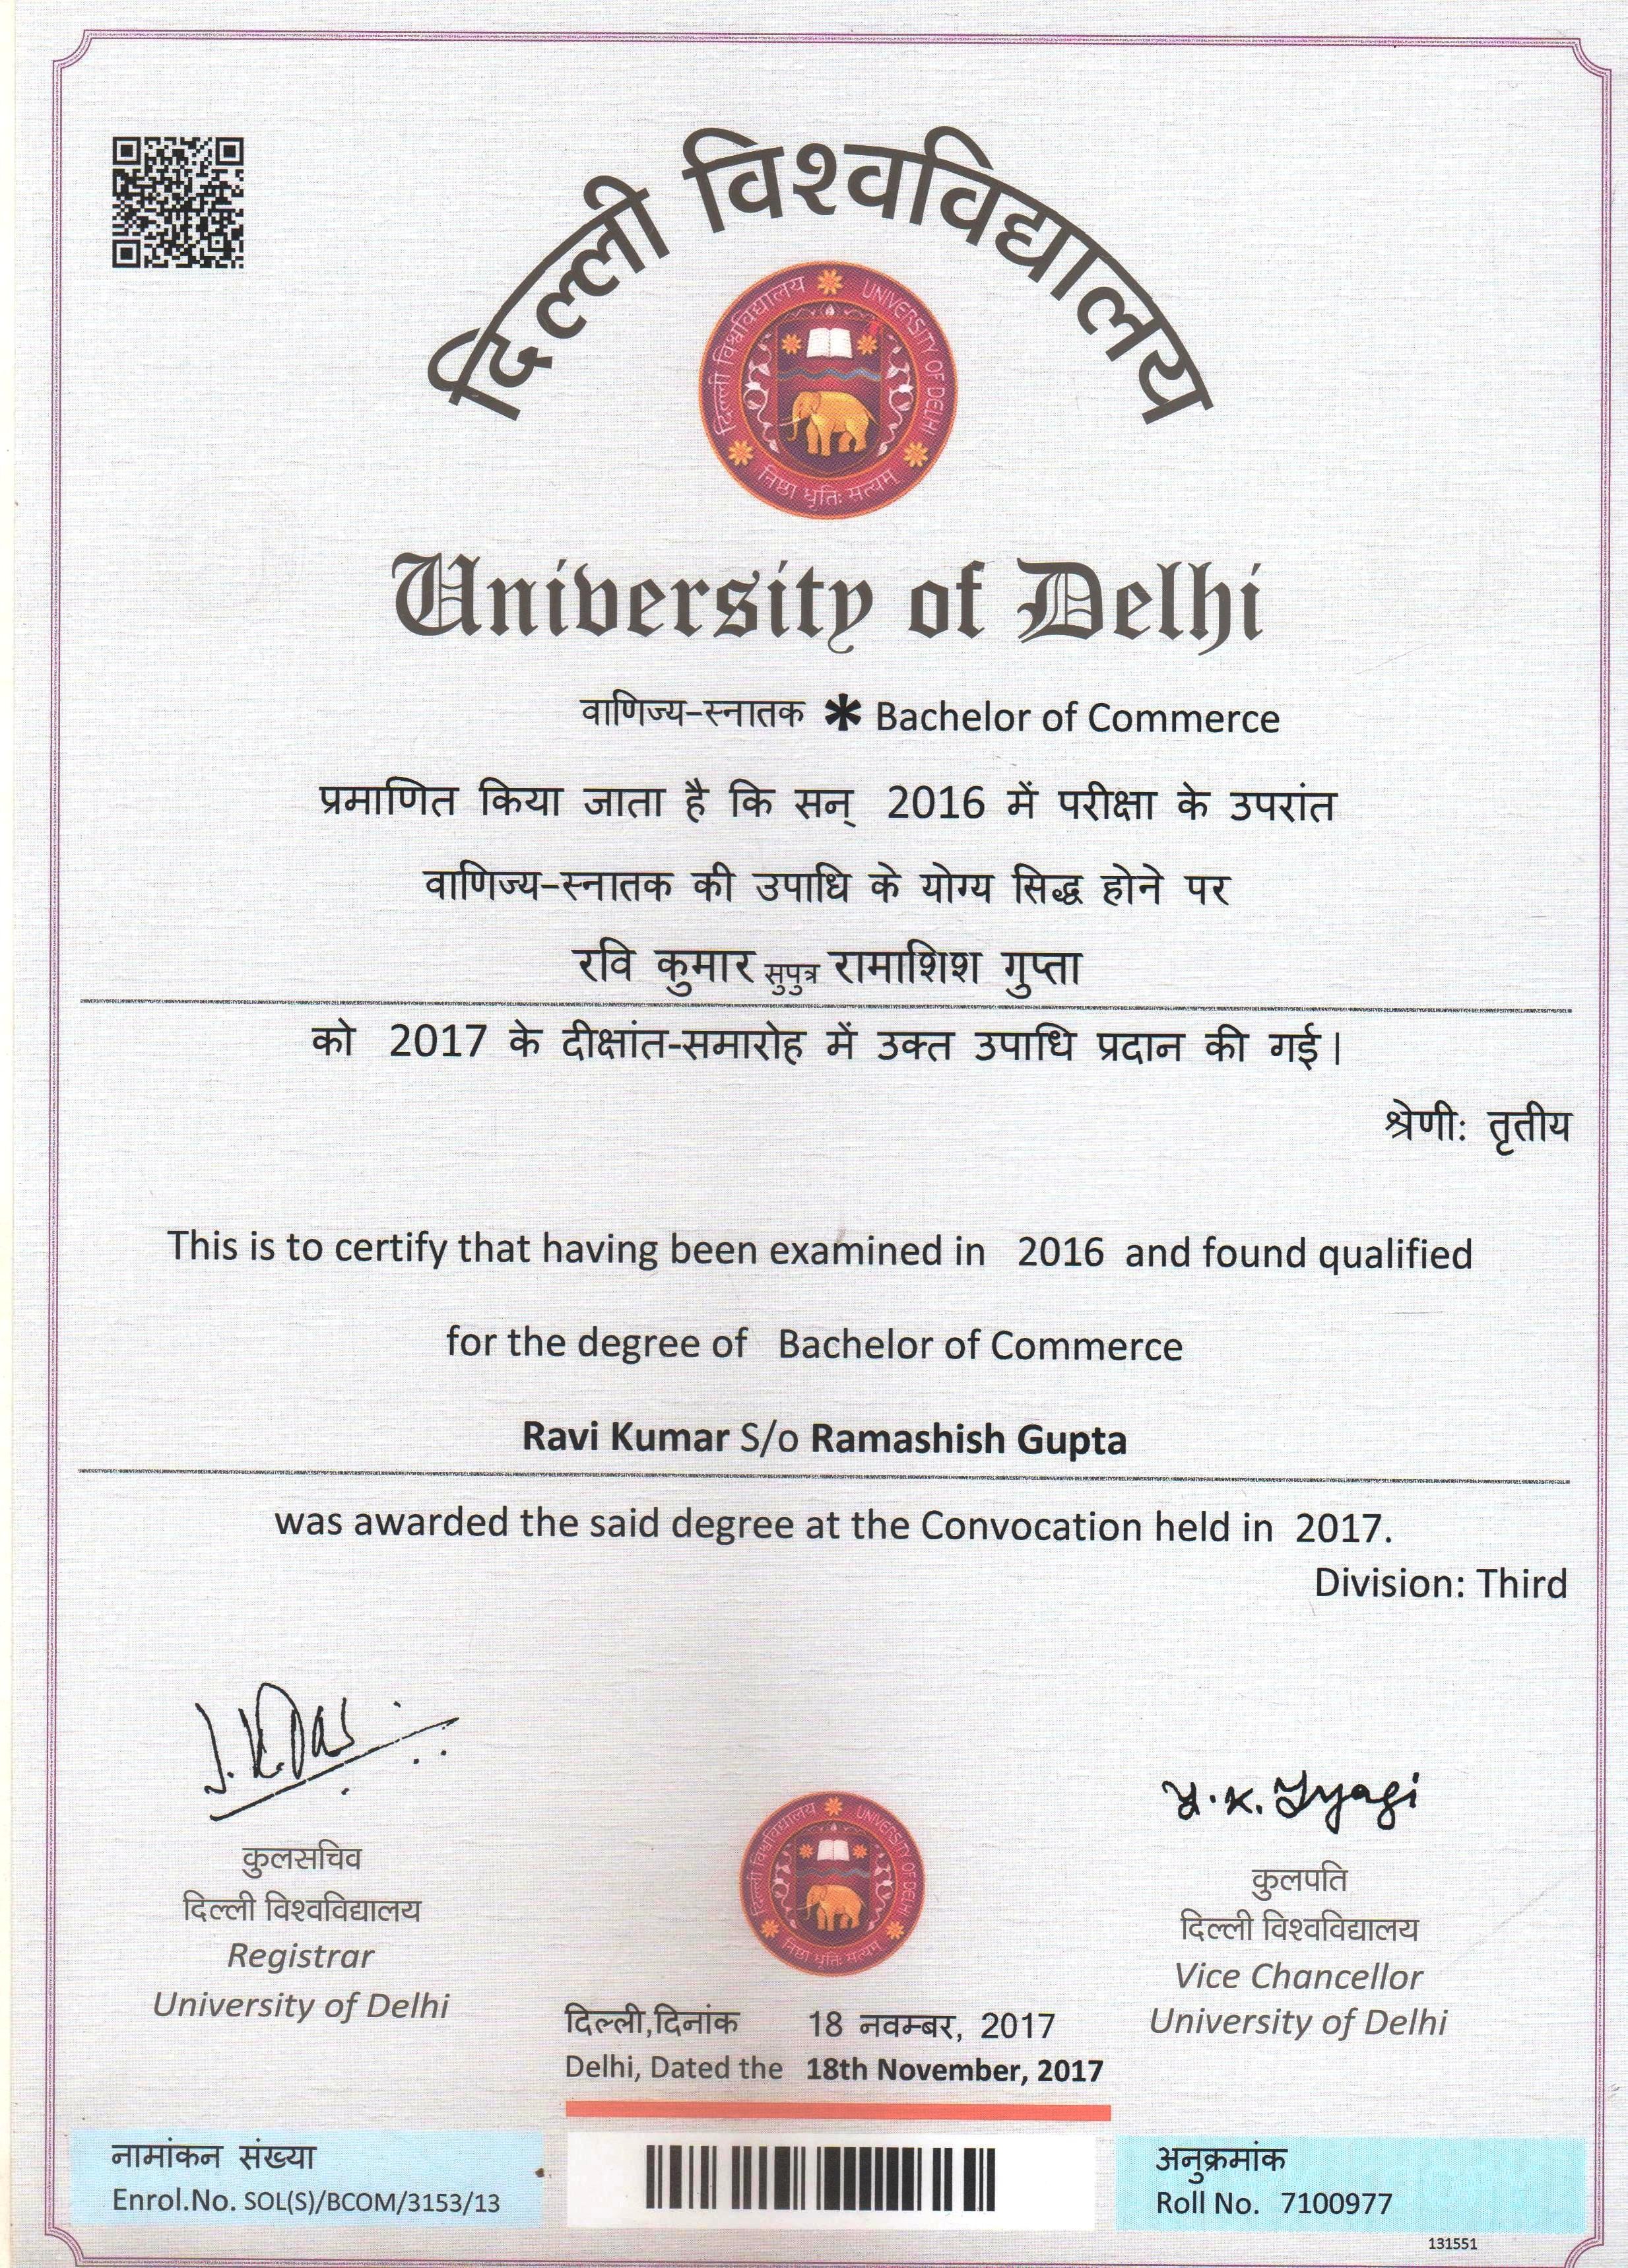 दिल्ली विश्वविद्यालय
दिल्ली विश्वविद्यालय UNIVERSITY OF DELHI
निष्ठा धृतिः सत्यम्
University of Delhi
वाणिज्य-स्नातक * Bachelor of Commerce
प्रमाणित किया जाता है कि सन् 2016 में परीक्षा के उपरांत
वाणिज्य-स्नातक की उपाधि के योग्य सिद्ध होने पर
रवि कुमार सुपुत्र रामाशिश गुप्ता
को 2017 के दीक्षांत-समारोह में उक्त उपाधि प्रदान की गई।
श्रेणीः तृतीय
This is to certify that having been examined in 2016 and found qualified
for the degree of Bachelor of Commerce
Ravi Kumar S/o Ramashish Gupta
was awarded the said degree at the Convocation held in 2017.
Division: Third
Y.K. Tyagi
कुलसचिव
दिल्ली विश्वविद्यालय
Registrar
University of Delhi
दिल्ली विश्वविद्यालय UNIVERSITY OF DELHI
निष्ठा धृतिः सत्यम्
कुलपति
दिल्ली विश्वविद्यालय
Vice Chancellor
University of Delhi
दिल्ली,दिनांक 18 नवम्बर, 2017
Delhi, Dated the 18th November, 2017
नामांकन संख्या
Enrol.No. SOL(S)/BCOM/3153/13
अनुक्रमांक
Roll No. 7100977
131551